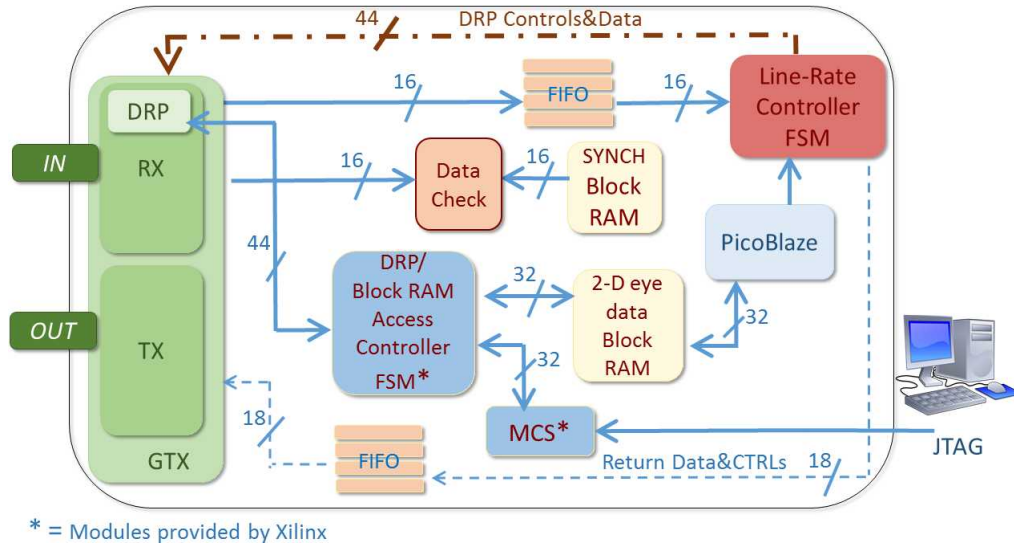 44
DRP Controls&Data
DRP
RX
IN
16
FIFO
16
Line-Rate
Controller
FSM
16
Data
Check
16
SYNCH
Block
RAM
PicoBlaze
44
DRP/
Block RAM
Access
Controller
FSM*
32
2-D eye
data
Block
RAM
32
32
OUT
TX
GTX
18
FIFO
MCS*
Return Data&CTRLs
18
JTAG
* = Modules provided by Xilinx